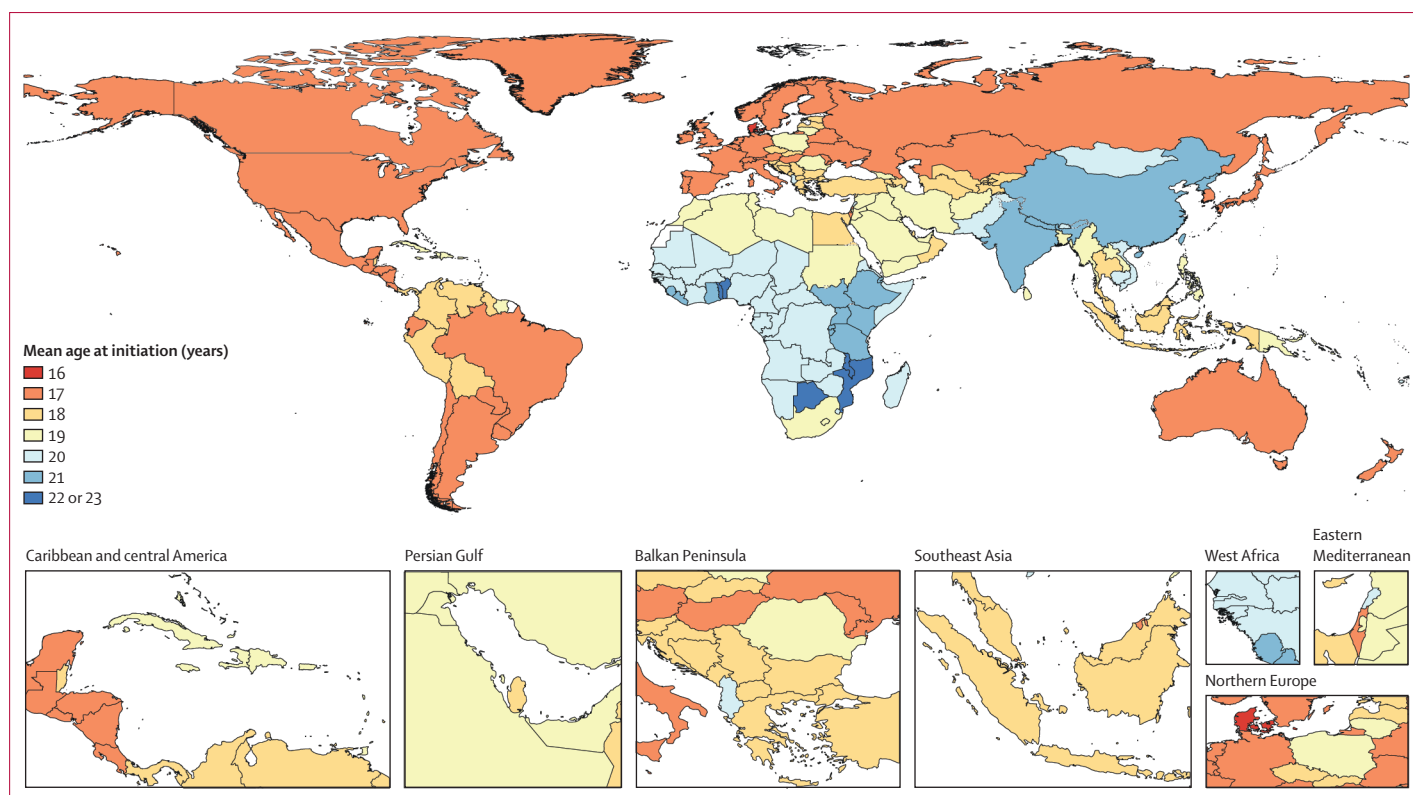 Mean age at initiation (years)
16
17
18
19
20
21
22 or 23
Caribbean and central America
Persian Gulf
Balkan Peninsula
Southeast Asia
West Africa
Eastern
Mediterranean
Northern Europe